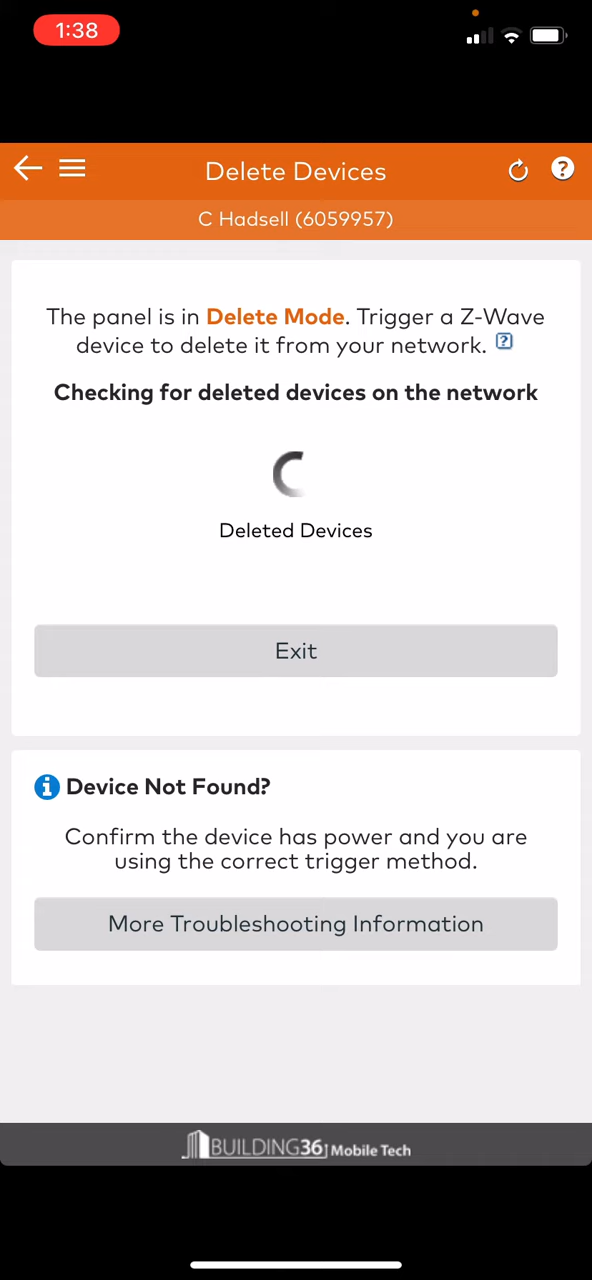 1:38
Delete Devices
?
C Hadsell (6059957)
The panel is in Delete Mode. Trigger a Z-Wave
device to delete it from your network. ?
Checking for deleted devices on the network
Deleted Devices
Exit
i Device Not Found?
Confirm the device has power and you are
using the correct trigger method.
More Troubleshooting Information
BUILDING36 Mobile Tech